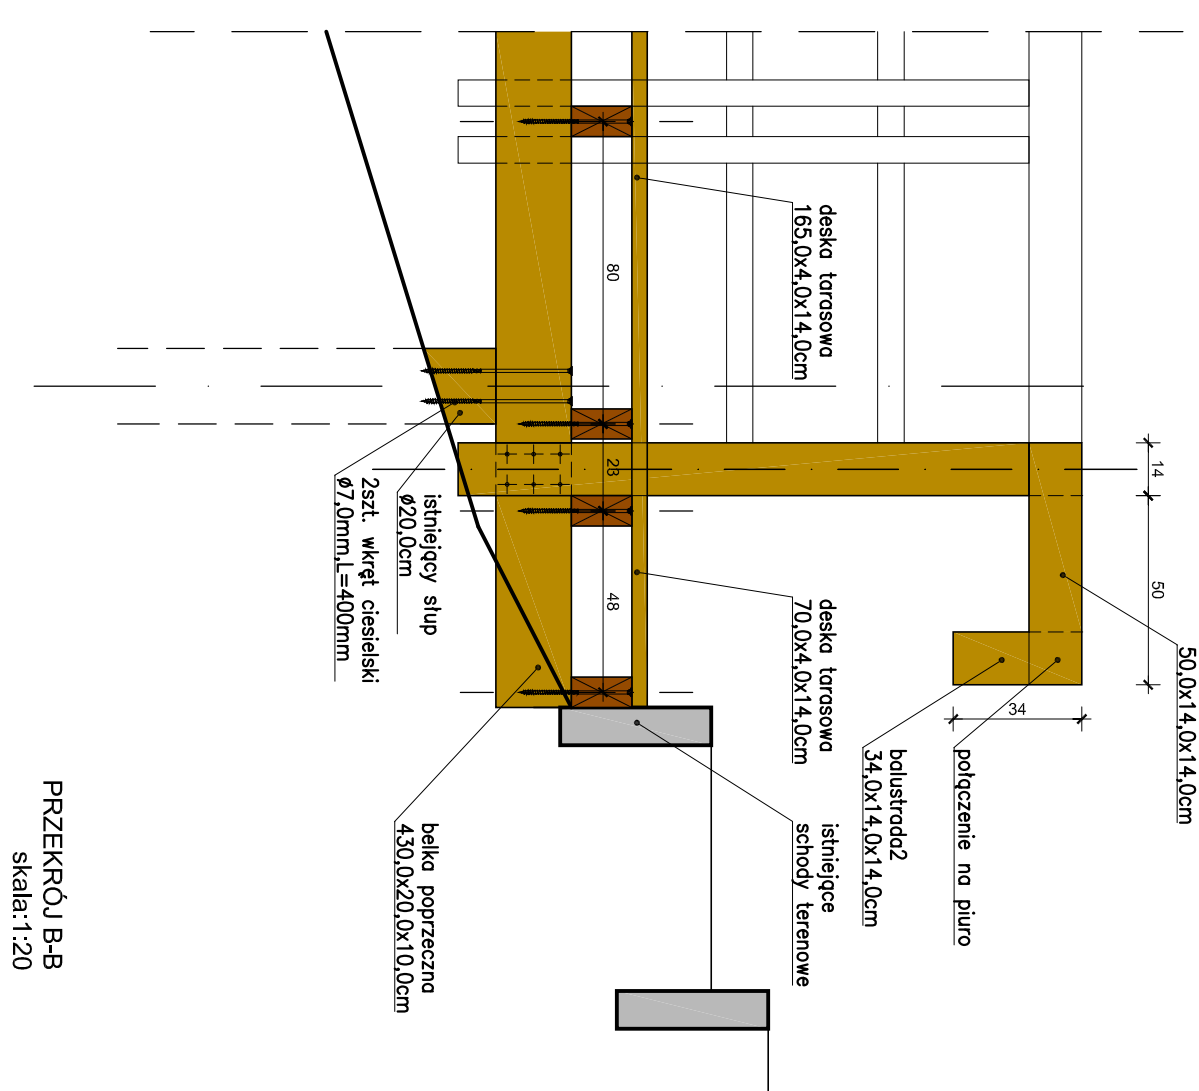 50,0x14,0x14,0cm
14
50
34
połączenie na piuro
balustrada2
34,0x14,0x14,0cm
deska tarasowa
165,0x4,0x14,0cm
deska tarasowa
70,0x4,0x14,0cm
istniejące
schody terenowe
80
28
48
istniejący słup
ø20,0cm
2szt. wkręt ciesielski
ø7,0mm,L=400mm
belka poprzeczna
430,0x20,0x10,0cm
PRZEKRÓJ B-B
skala:1:20